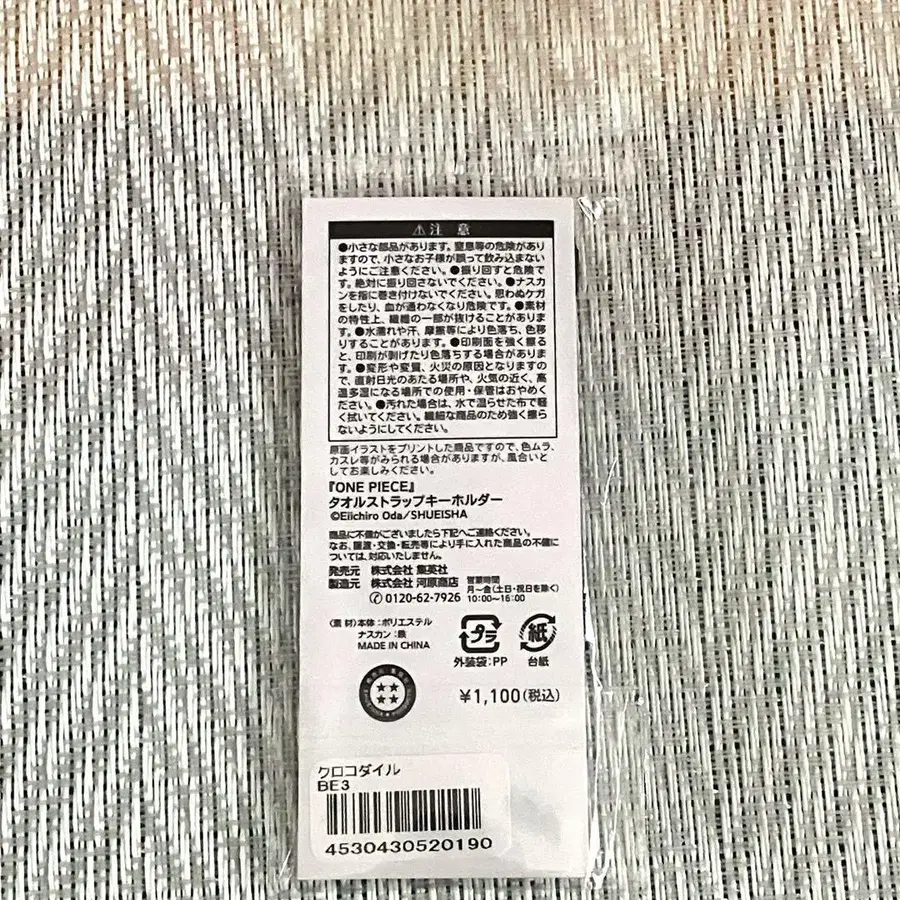 ⚠注 意
●小さな部品があります。窒息等の危険があり
ますので、小さなお子様が誤って飲み込まない
ようにご注意ください。●振り回すと危険で
す。絶対に振り回さないでください。●ナスカ
ンを指に巻き付けないでください。思わぬケガ
をしたり、血が通わなくなり危険です。●素材
の特性上、繊維の一部が抜けることがありま
す。●水濡れや汗、摩擦等により色落ち、色移
りすることがあります。●印刷面を強く擦る
と、印刷が剥げたり色落ちする場合がありま
す。●変形や変質、火災の原因となりますの
で、直射日光のあたる場所や、火気の近く、高
温多湿になる場所での使用・保管はおやめく
ださい。●汚れた場合は、水で湿らせた布で軽
く拭いてください。繊細な商品のため強く擦ら
ないようにしてください。
原画イラストをプリントした商品ですので、色ムラ、
カスレ等がみられる場合がありますが、風合いと
してお楽しみください。
『ONE PIECE』
タオルストラップキーホルダー
©Eiichiro Oda/SHUEISHA
商品に不備がございましたら下記へご連絡ください。
なお、譲渡・交換・転売等により手に入れた商品の不備に
ついては、対応いたしません。
発売元 株式会社 集英社
製造元 株式会社 河原商店
0120-62-7926
営業時間
月〜金(土日・祝日を除く)
10:00〜16:00
〈素 材〉本体:ポリエステル
ナスカン:鉄
MADE IN CHINA
プラ
外装袋:PP
紙
台紙
¥1,100(税込)
クロコダイル
BE3
4530430520190